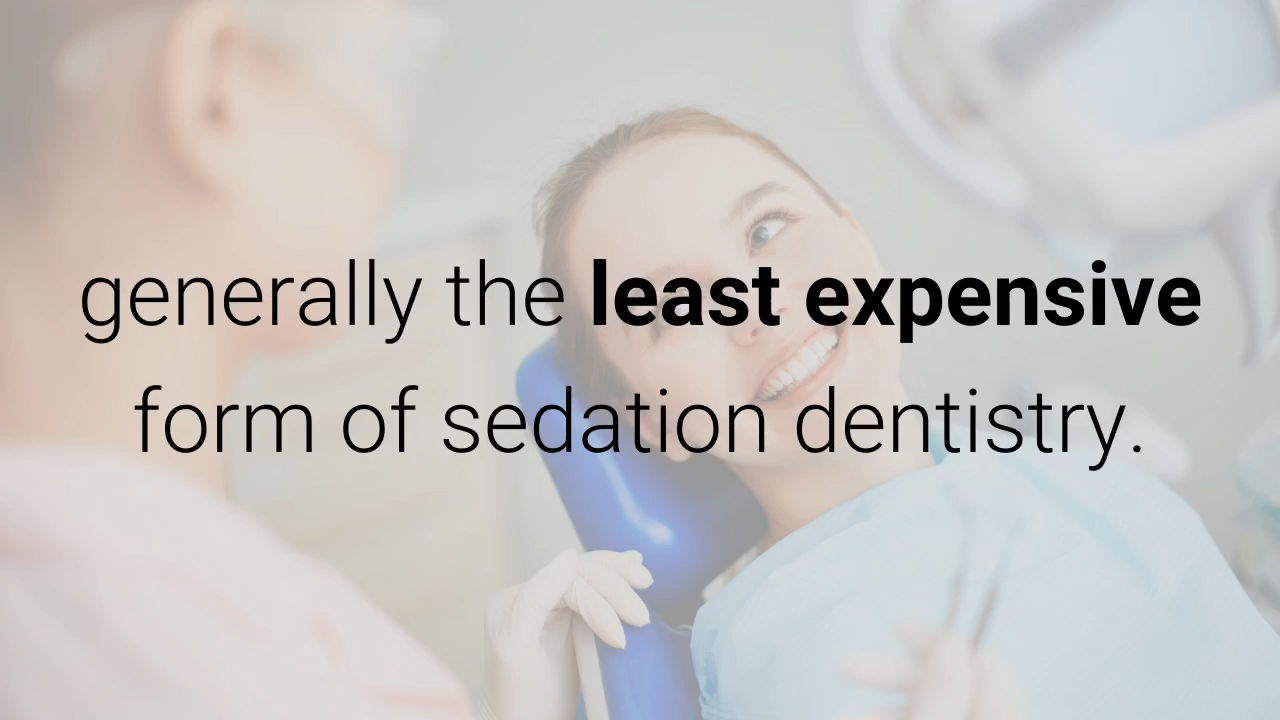 generally the least expensive
form of sedation dentistry.